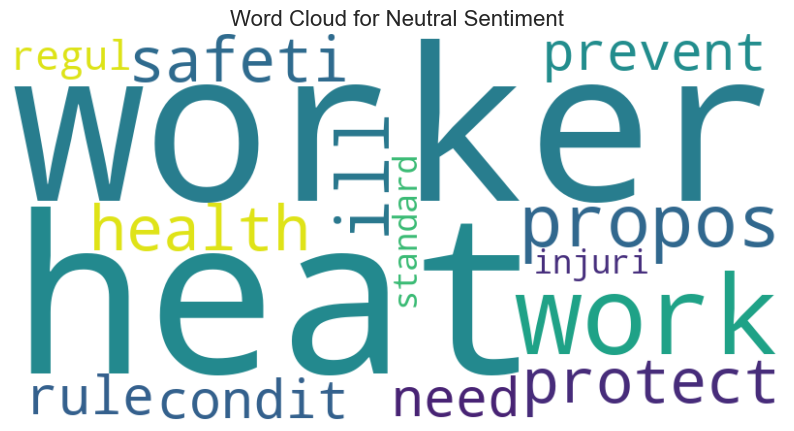 Word Cloud for Neutral Sentiment
regul safeti prevent
worker
ill
standard
health propos
heat
injuri
work
rule condit need protect